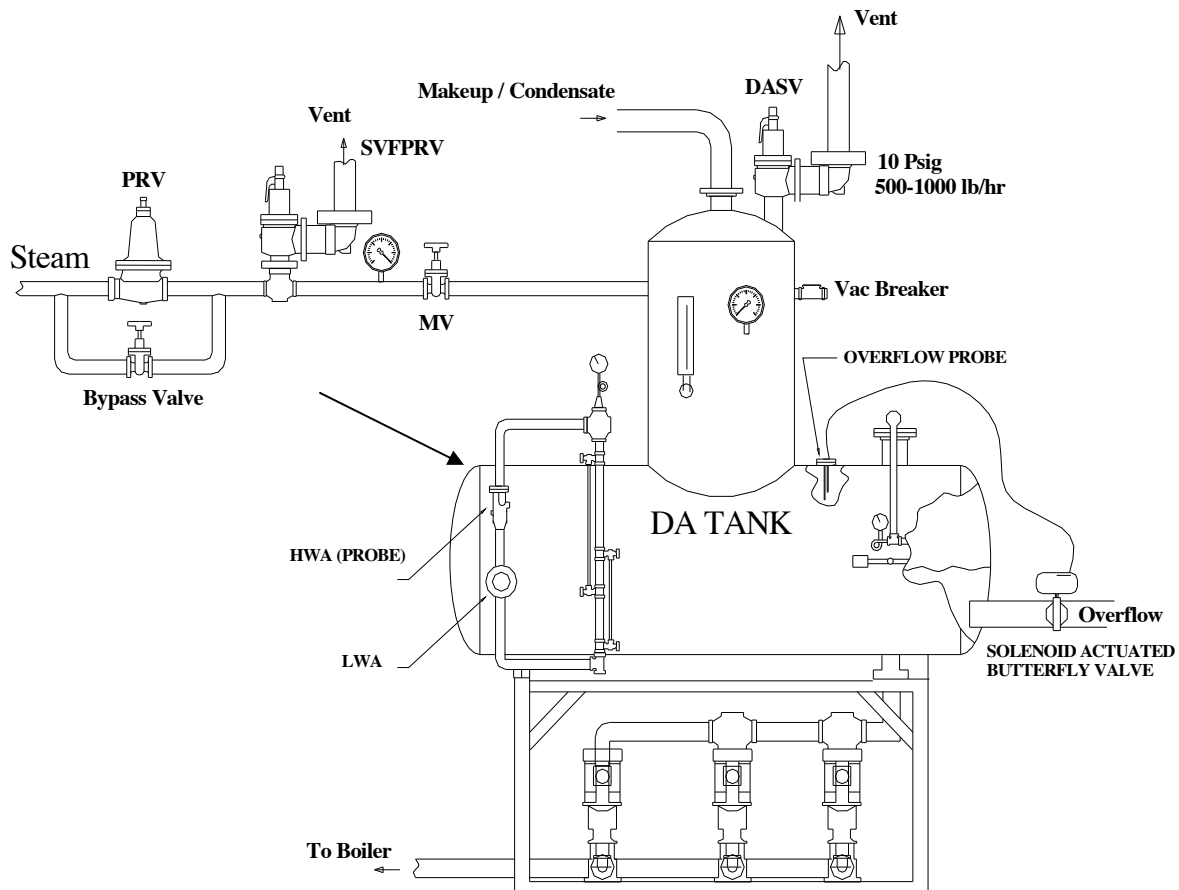 Vent
Makeup / Condensate
DASV
Vent
SVFPRV
10 Psig
500-1000 lb/hr
PRV
Steam
Vac Breaker
MV
OVERFLOW PROBE
Bypass Valve
DA TANK
HWA (PROBE)
Overflow
LWA
SOLENOID ACTUATED
BUTTERFLY VALVE
To Boiler